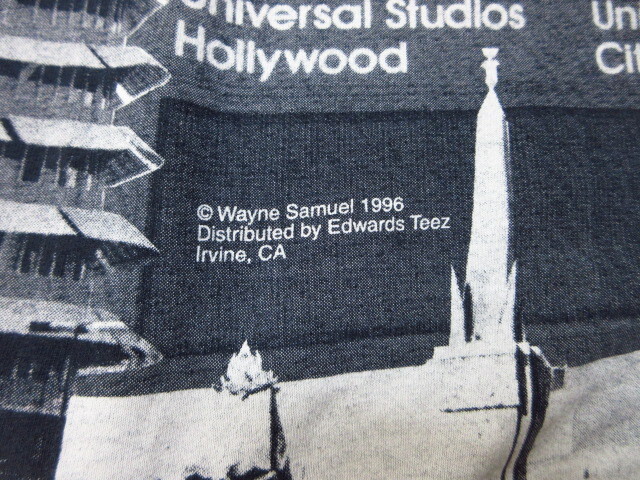 Universal Studios
Hollywood
© Wayne Samuel 1996
Distributed by Edwards Teez
Irvine, CA